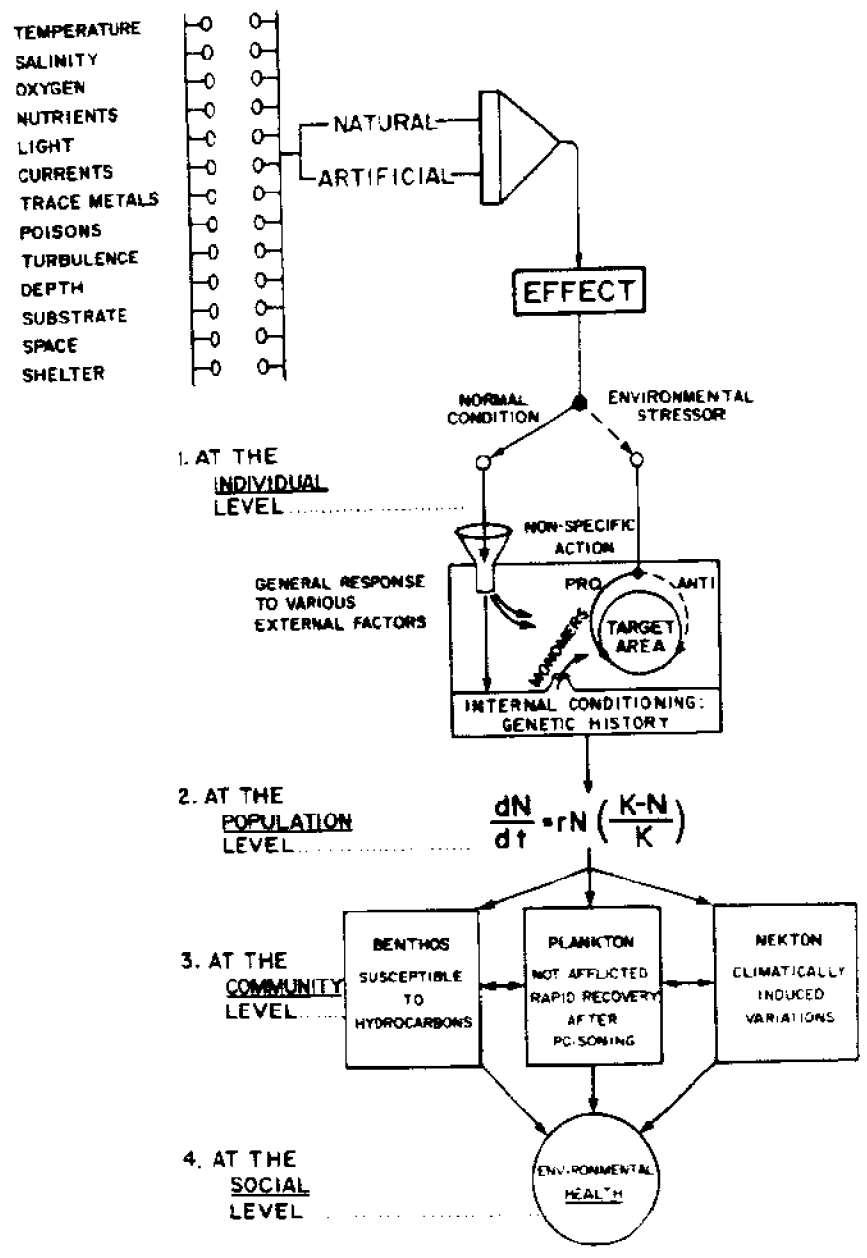 TEMPERATURE
SALINITY
OXYGEN
NUTRIENTS
LIGHT
CURRENTS
TRACE METALS
POISONS
TURBULENCE
DEPTH
SUBSTRATE
SPACE
SHELTER
NATURAL
ARTIFICIAL
EFFECT
NORMAL
CONDITION
ENVIRONMENTAL
STRESSOR
1. AT THE
INDIVIDUAL
LEVEL
NON-SPECIFIC
ACTION
GENERAL RESPONSE
TO VARIOUS
EXTERNAL FACTORS
PRO
ANTI
MONOMERS
TARGET
AREA
INTERNAL CONDITIONING:
GENETIC HISTORY
2. AT THE
POPULATION
LEVEL
dN/dt = rN (K-N/K)
3. AT THE
COMMUNITY
LEVEL
BENTHOS
SUSCEPTIBLE
TO
HYDROCARBONS
PLANKTON
NOT AFFLICTED
RAPID RECOVERY
AFTER
POISONING
NEKTON
CLIMATICALLY
INDUCED
VARIATIONS
4. AT THE
SOCIAL
LEVEL
ENVIRONMENTAL
HEALTH